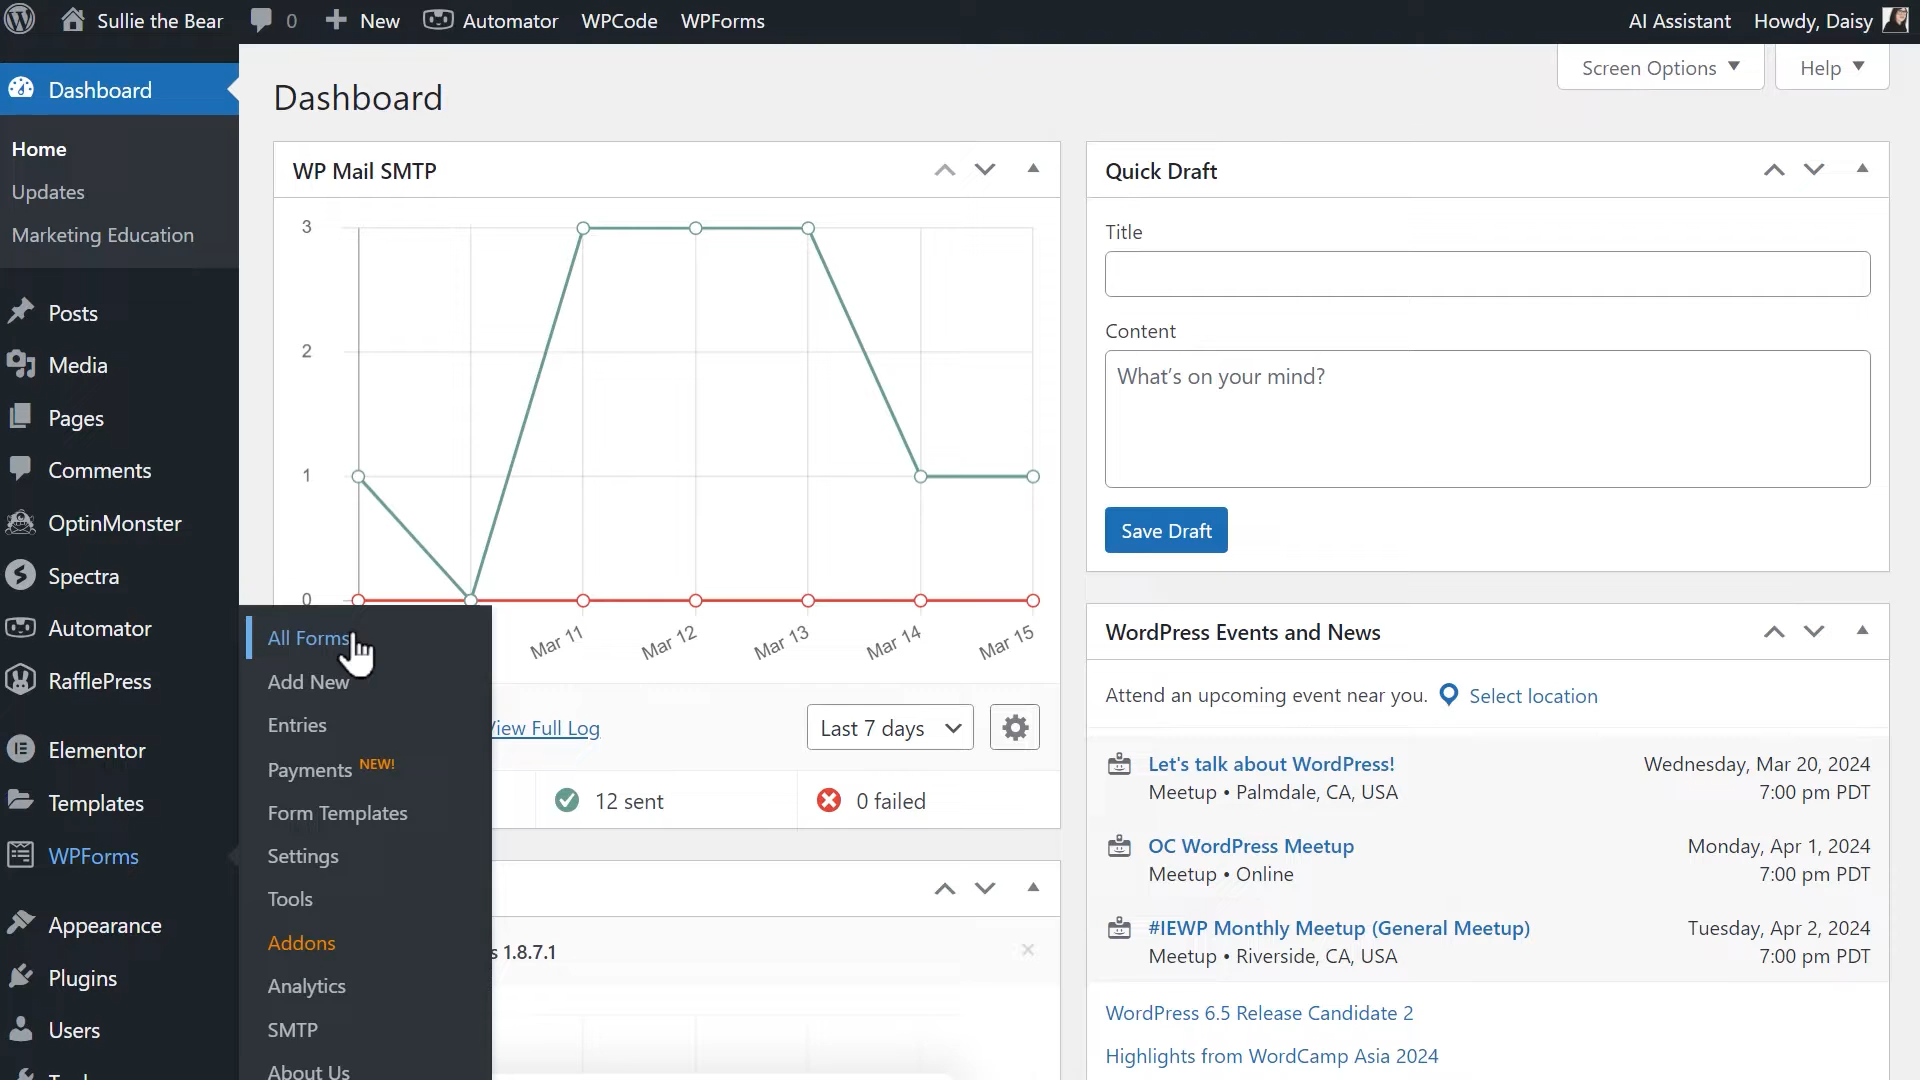 Sullie the Bear
0
New
Automator
WPCode
WPForms
AI Assistant
Howdy, Daisy
Dashboard
Home
Updates
Marketing Education
Posts
Media
Pages
Comments
OptinMonster
Spectra
Automator
RafflePress
Elementor
Templates
WPForms
Appearance
Plugins
Users
All Forms
Add New
Entries
Payments NEW!
Form Templates
Settings
Tools
Addons
Analytics
SMTP
About Us
Screen Options
Help
Dashboard
WP Mail SMTP
3
2
1
0
Mar 11
Mar 12
Mar 13
Mar 14
Mar 15
View Full Log
Last 7 days
12 sent
0 failed
s 1.8.7.1
Quick Draft
Title
Content
What's on your mind?
Save Draft
WordPress Events and News
Attend an upcoming event near you. Select location
Let's talk about WordPress! Wednesday, Mar 20, 2024
Meetup • Palmdale, CA, USA 7:00 pm PDT
OC WordPress Meetup Monday, Apr 1, 2024
Meetup • Online 7:00 pm PDT
#IEWP Monthly Meetup (General Meetup) Tuesday, Apr 2, 2024
Meetup • Riverside, CA, USA 7:00 pm PDT
WordPress 6.5 Release Candidate 2
Highlights from WordCamp Asia 2024